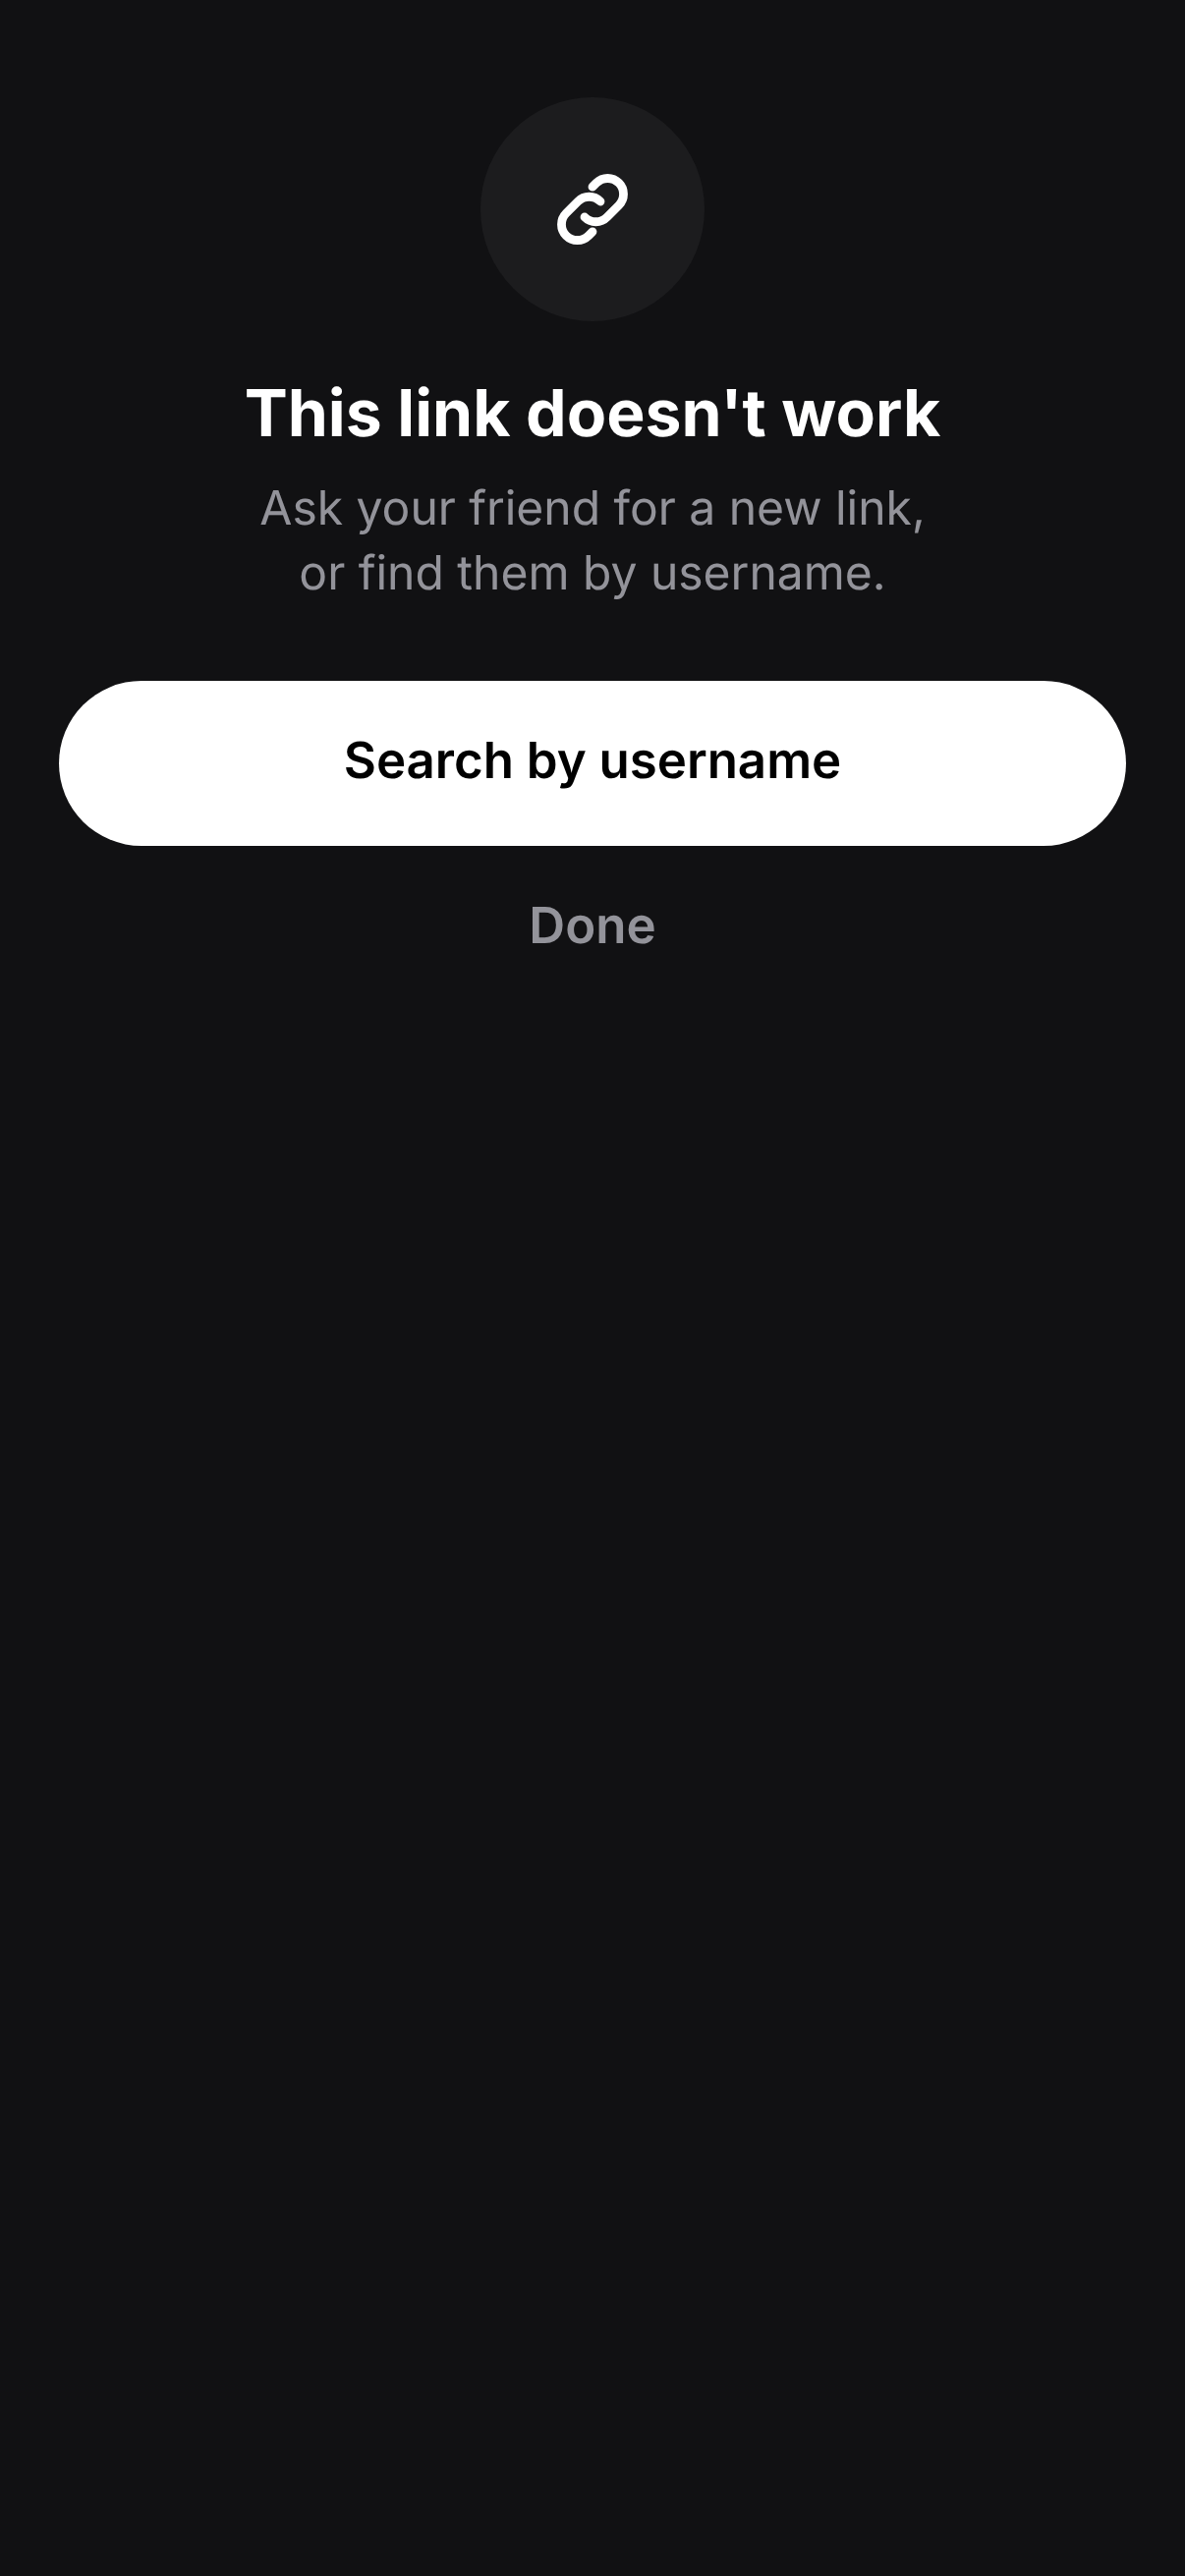 This link doesn't work
Ask your friend for a new link,
or find them by username.
Search by username
Done